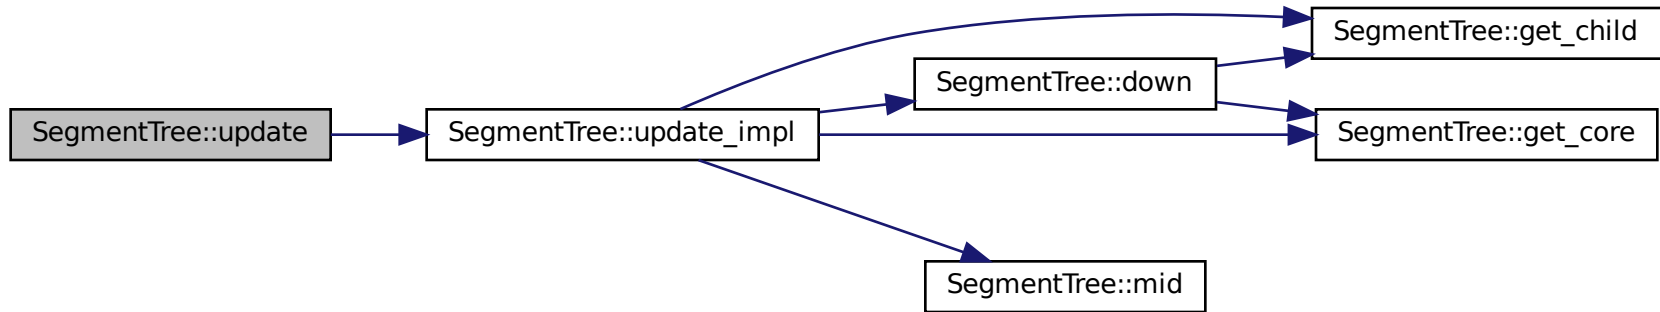 SegmentTree::update
SegmentTree::update_impl
SegmentTree::get_child
SegmentTree::down
SegmentTree::get_core
SegmentTree::mid